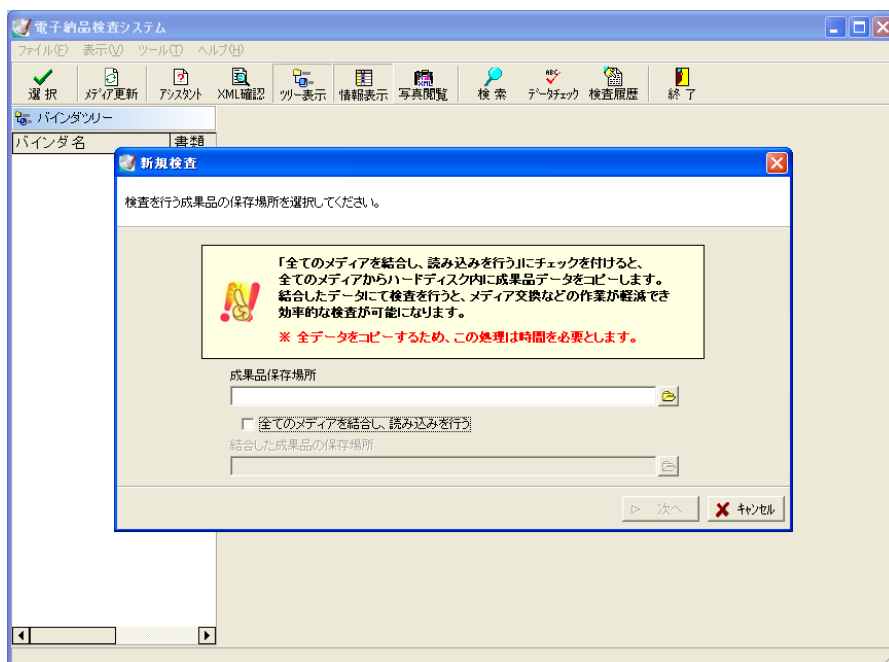 電子納品検査システム
ファイル(F) 表示(V) ツール(T) ヘルプ(H)
選択 メディア更新 アシスタント XML確認 ツリー表示 情報表示 写真閲覧 検索 データチェック 検査履歴 終了
バインダツリー
バインダ名 書類
新規検査
検査を行う成果品の保存場所を選択してください。
「全てのメディアを結合し、読み込みを行う」にチェックを付けると、
全てのメディアからハードディスク内に成果品データをコピーします。
結合したデータにて検査を行うと、メディア交換などの作業が軽減でき
効率的な検査が可能になります。
※ 全データをコピーするため、この処理は時間を必要とします。
成果品保存場所
全てのメディアを結合し、読み込みを行う
結合した成果品の保存場所
次へ キャンセル